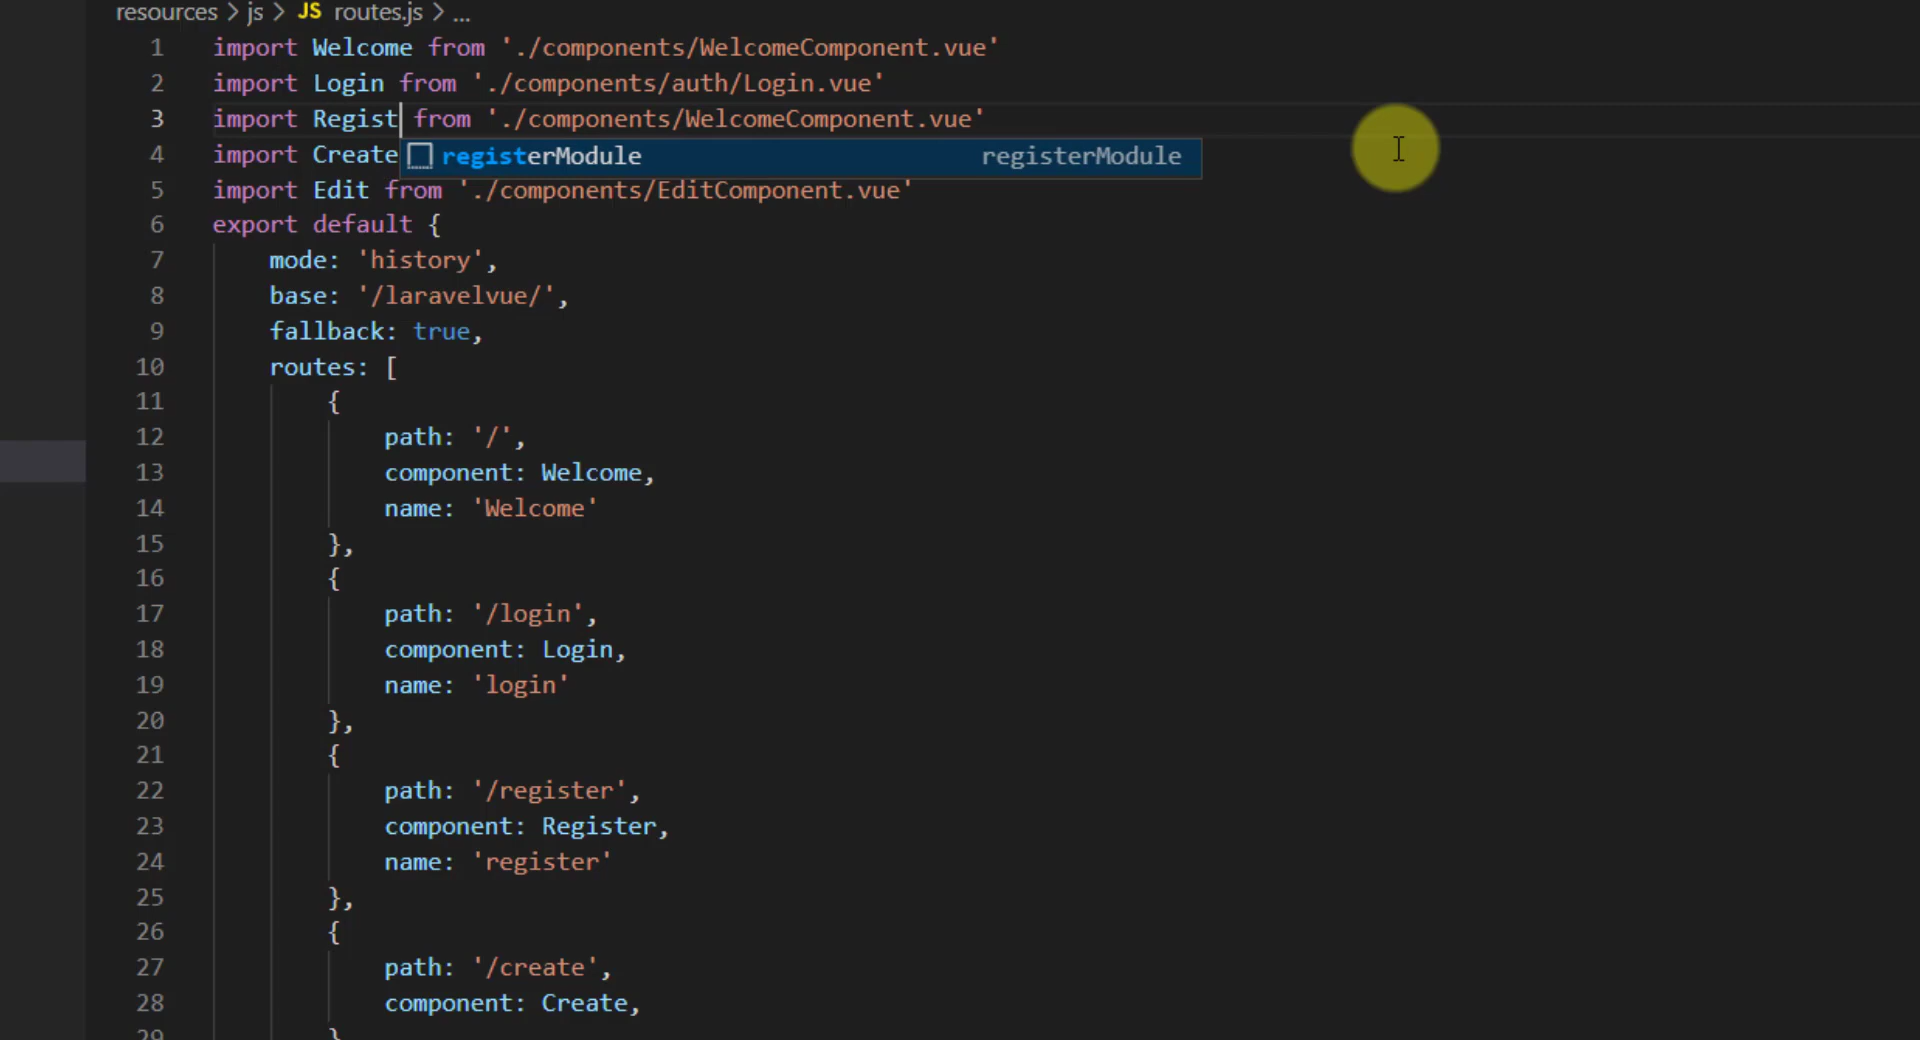 resources > js > JS routes.js > ...
1 import Welcome from './components/WelcomeComponent.vue'
2 import Login from './components/auth/Login.vue'
3 import Regist from './components/WelcomeComponent.vue'
4 import Create
registerModule registerModule
5 import Edit from './components/EditComponent.vue'
6 export default {
7 mode: 'history',
8 base: '/laravelvue/',
9 fallback: true,
10 routes: [
11 {
12 path: '/',
13 component: Welcome,
14 name: 'Welcome'
15 },
16 {
17 path: '/login',
18 component: Login,
19 name: 'login'
20 },
21 {
22 path: '/register',
23 component: Register,
24 name: 'register'
25 },
26 {
27 path: '/create',
28 component: Create,
29 }